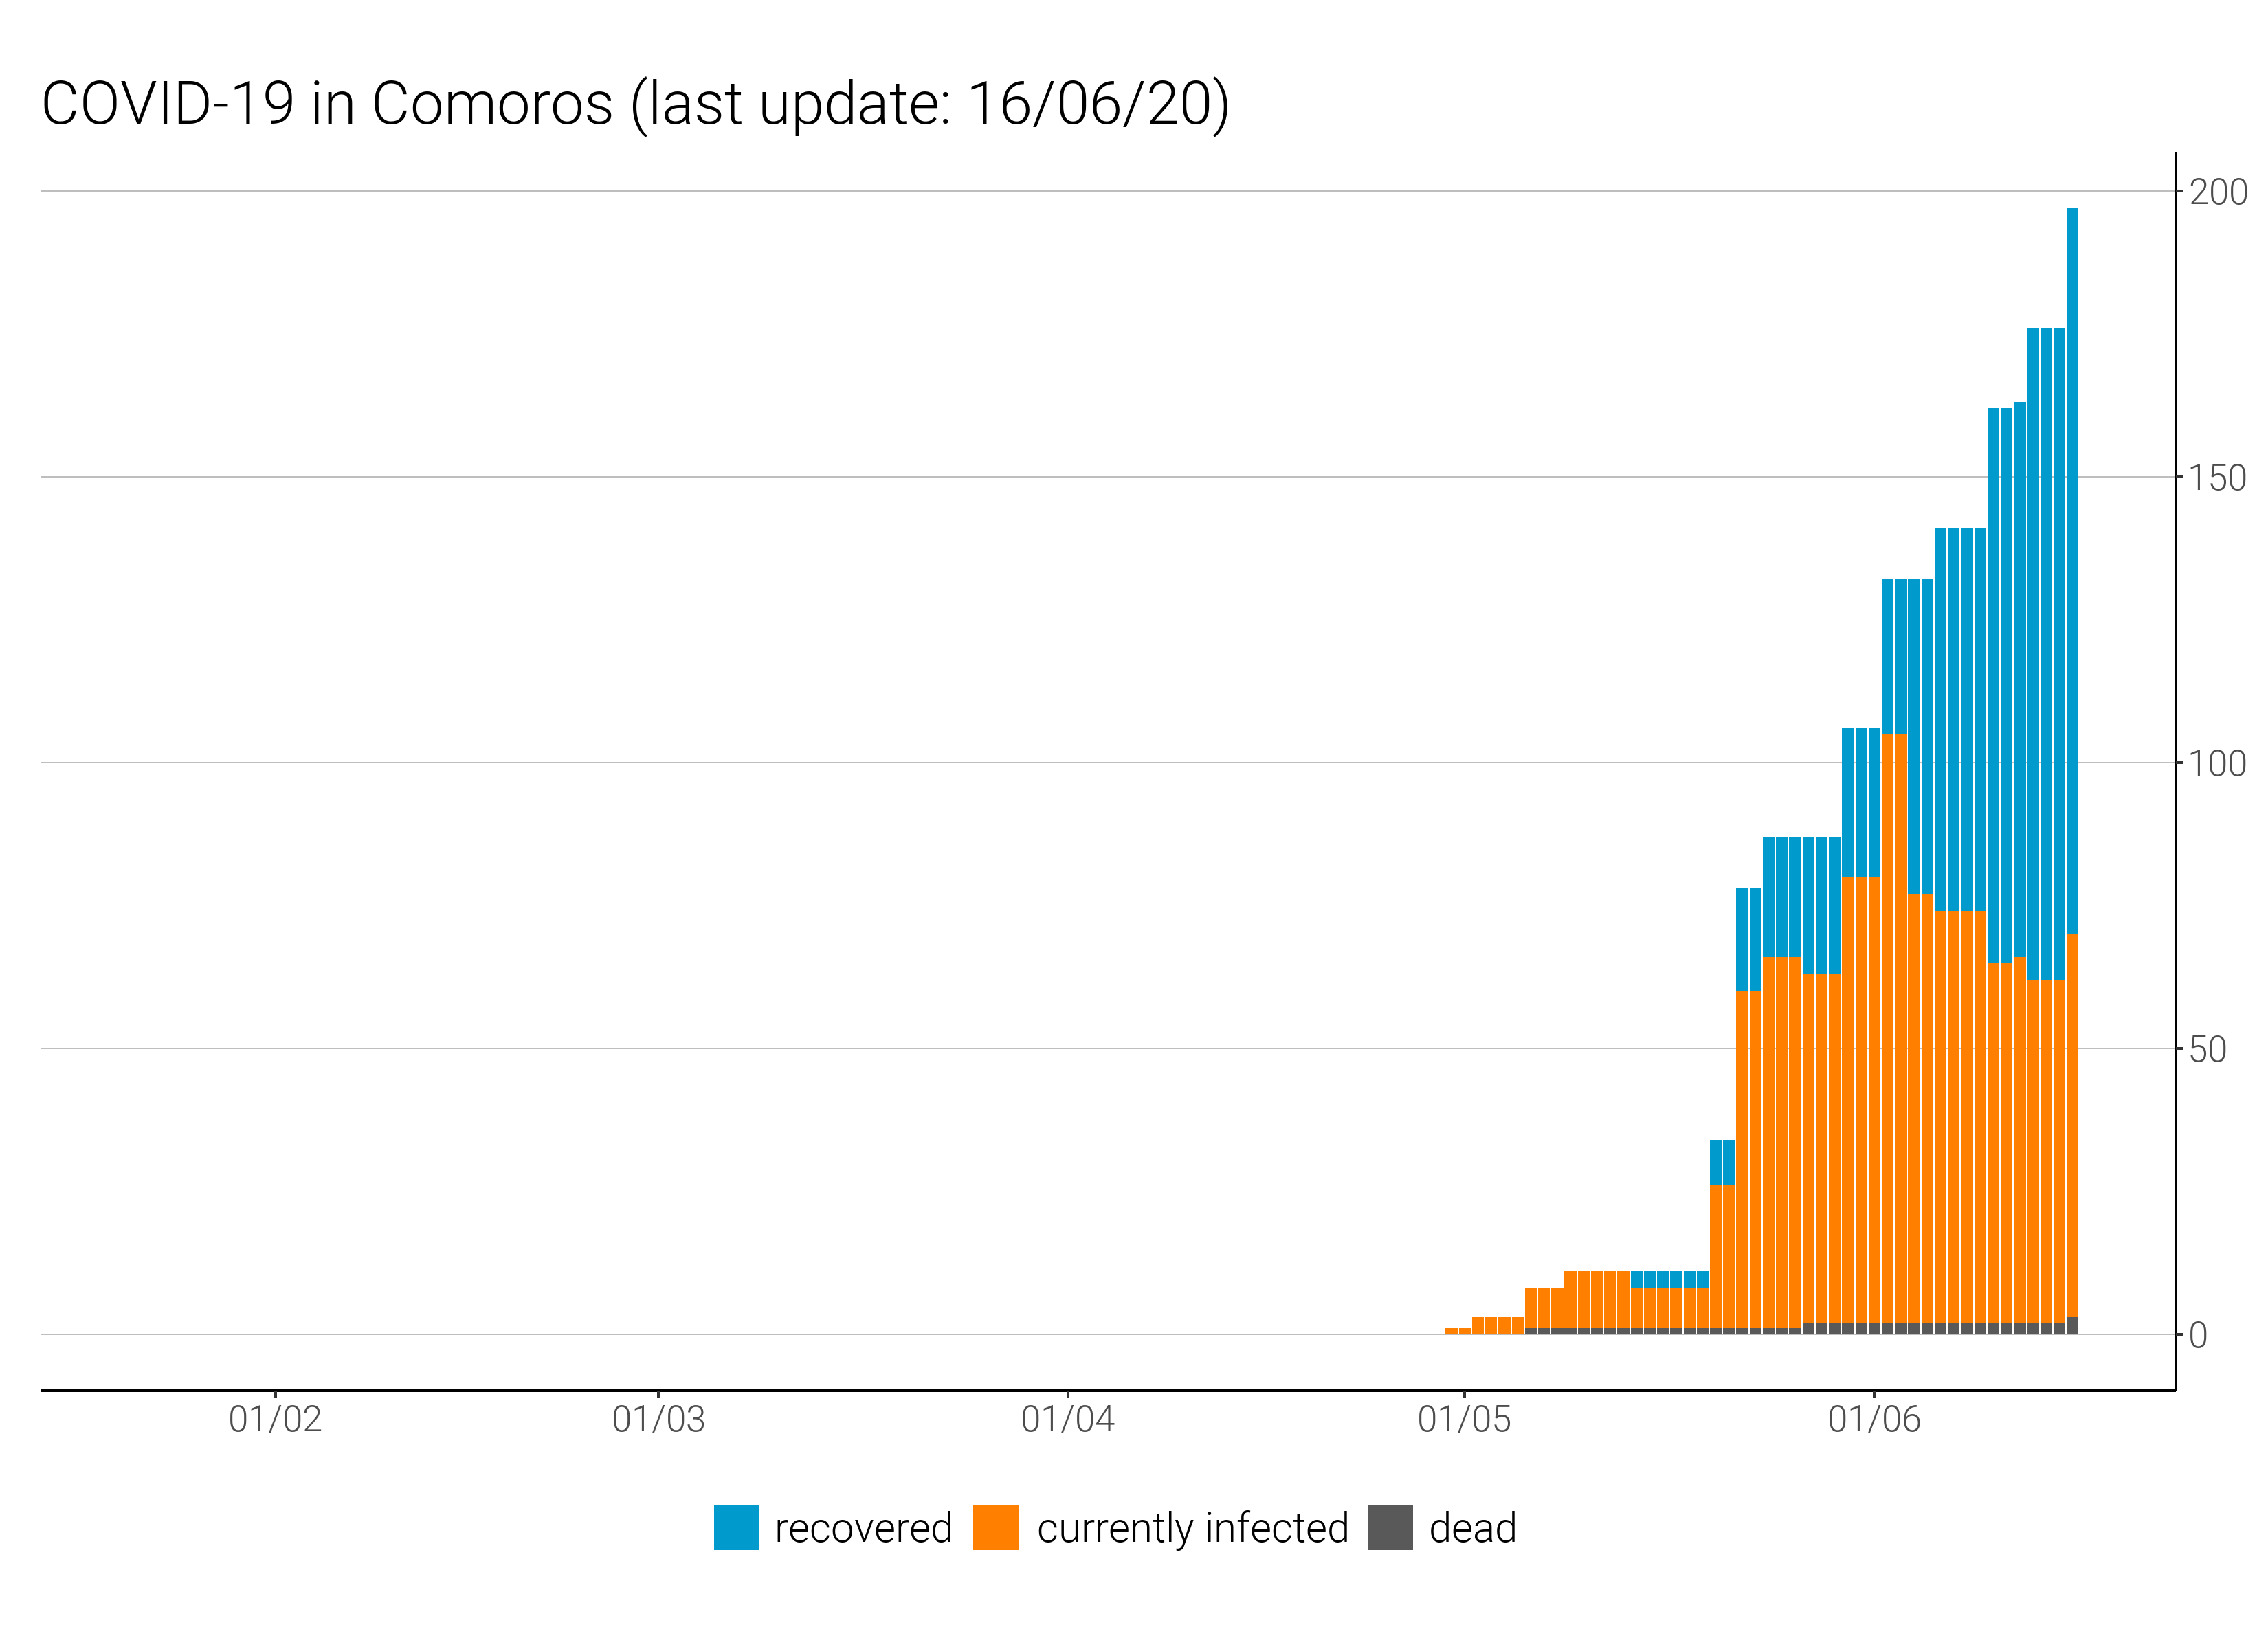 COVID-19 in Comoros (last update: 16/06/20)
200
150
100
50
0
01/02 01/03 01/04 01/05 01/06
recovered currently infected dead